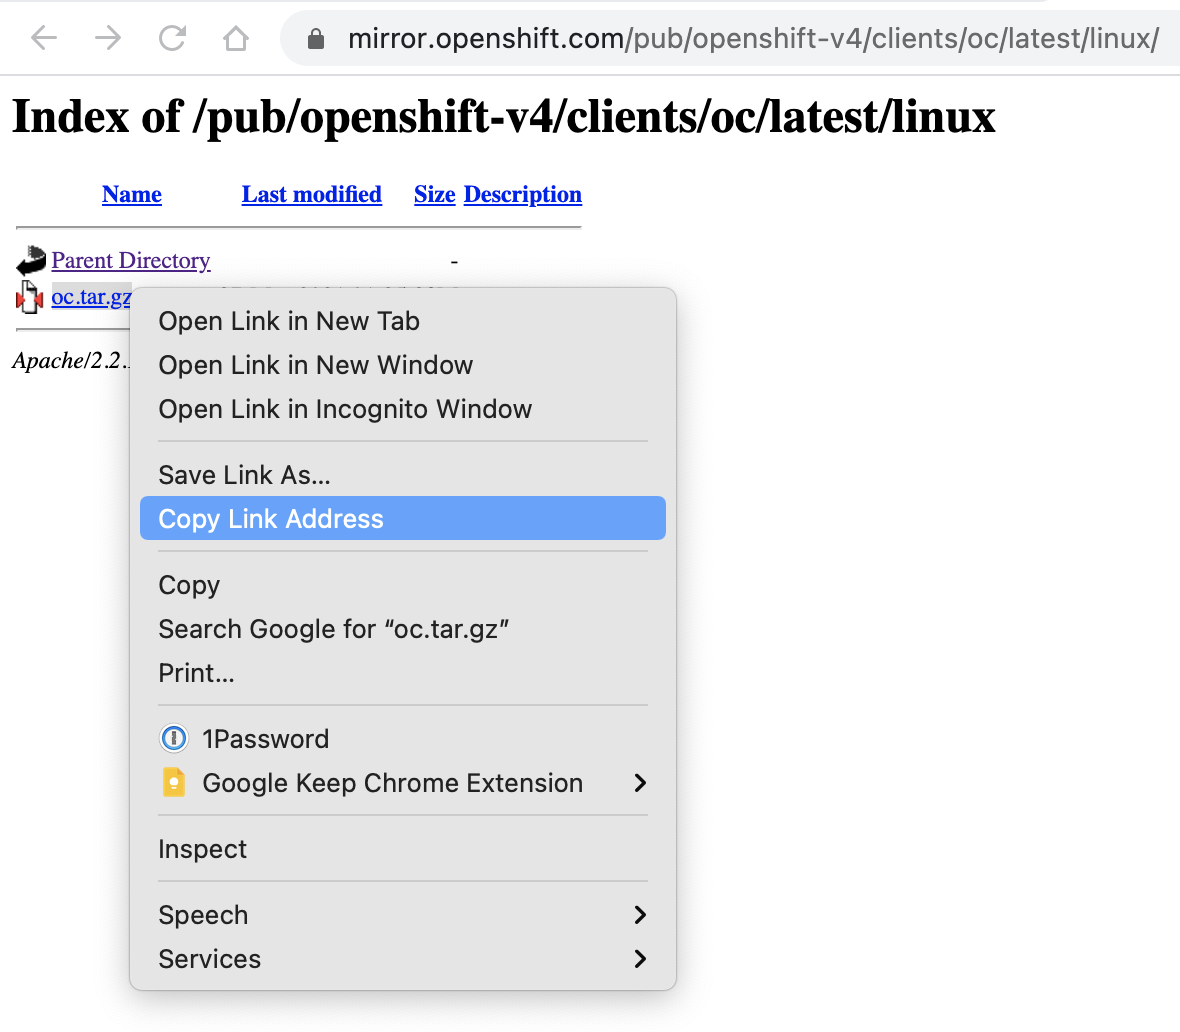 mirror.openshift.com/pub/openshift-v4/clients/oc/latest/linux/
Index of /pub/openshift-v4/clients/oc/latest/linux
Name Last modified Size Description
Parent Directory -
oc.tar.gz
Apache/2.2.
Open Link in New Tab
Open Link in New Window
Open Link in Incognito Window
Save Link As...
Copy Link Address
Copy
Search Google for “oc.tar.gz”
Print...
1Password
Google Keep Chrome Extension
Inspect
Speech
Services